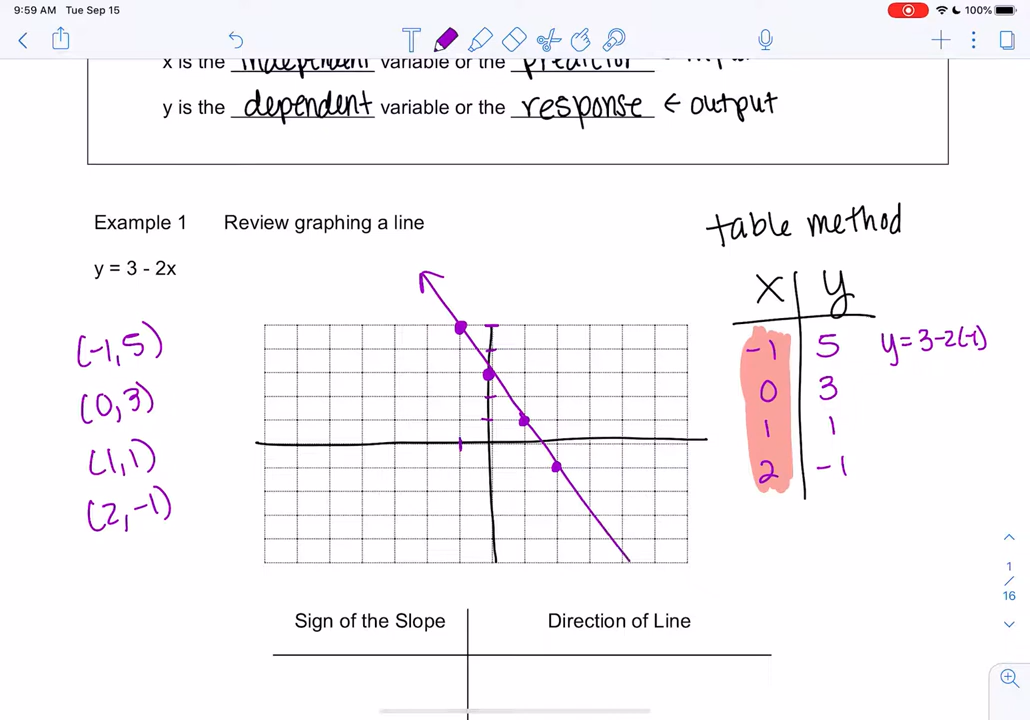 9:59 AM Tue Sep 15
100%
x is the independent variable or the predictor
y is the dependent variable or the response ← output
Example 1 Review graphing a line
y = 3 - 2x
table method
x y
-1 5 y = 3-2(-1)
0 3
1 1
2 -1
(-1,5)
(0,3)
(1,1)
(2,-1)
Sign of the Slope Direction of Line
1
/
16